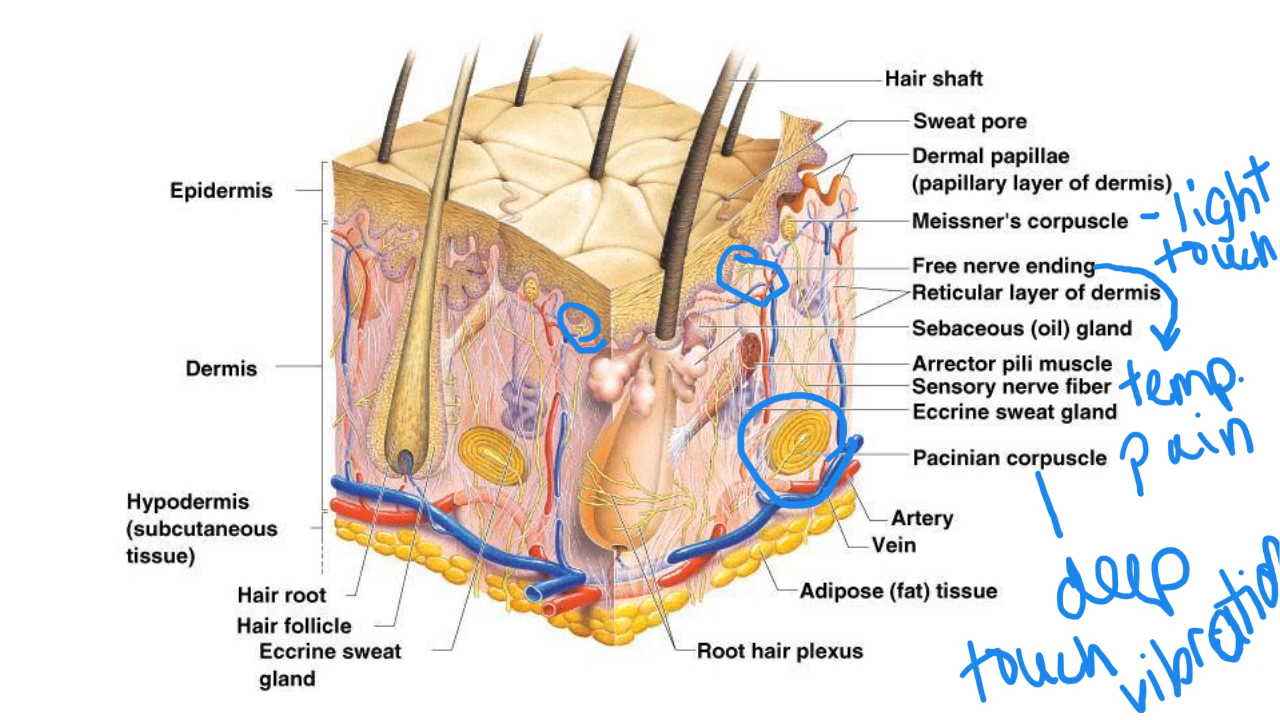 Hair shaft
Sweat pore
Dermal papillae
(papillary layer of dermis)
Meissner's corpuscle - light
touch
Free nerve ending
Reticular layer of dermis
Sebaceous (oil) gland
Arrector pili muscle
Sensory nerve fiber
temp.
Eccrine sweat gland
pain
Pacinian corpuscle
Artery
Vein
deep
touch
vibration
Adipose (fat) tissue
Root hair plexus
Epidermis
Dermis
Hypodermis
(subcutaneous
tissue)
Hair root
Hair follicle
Eccrine sweat
gland